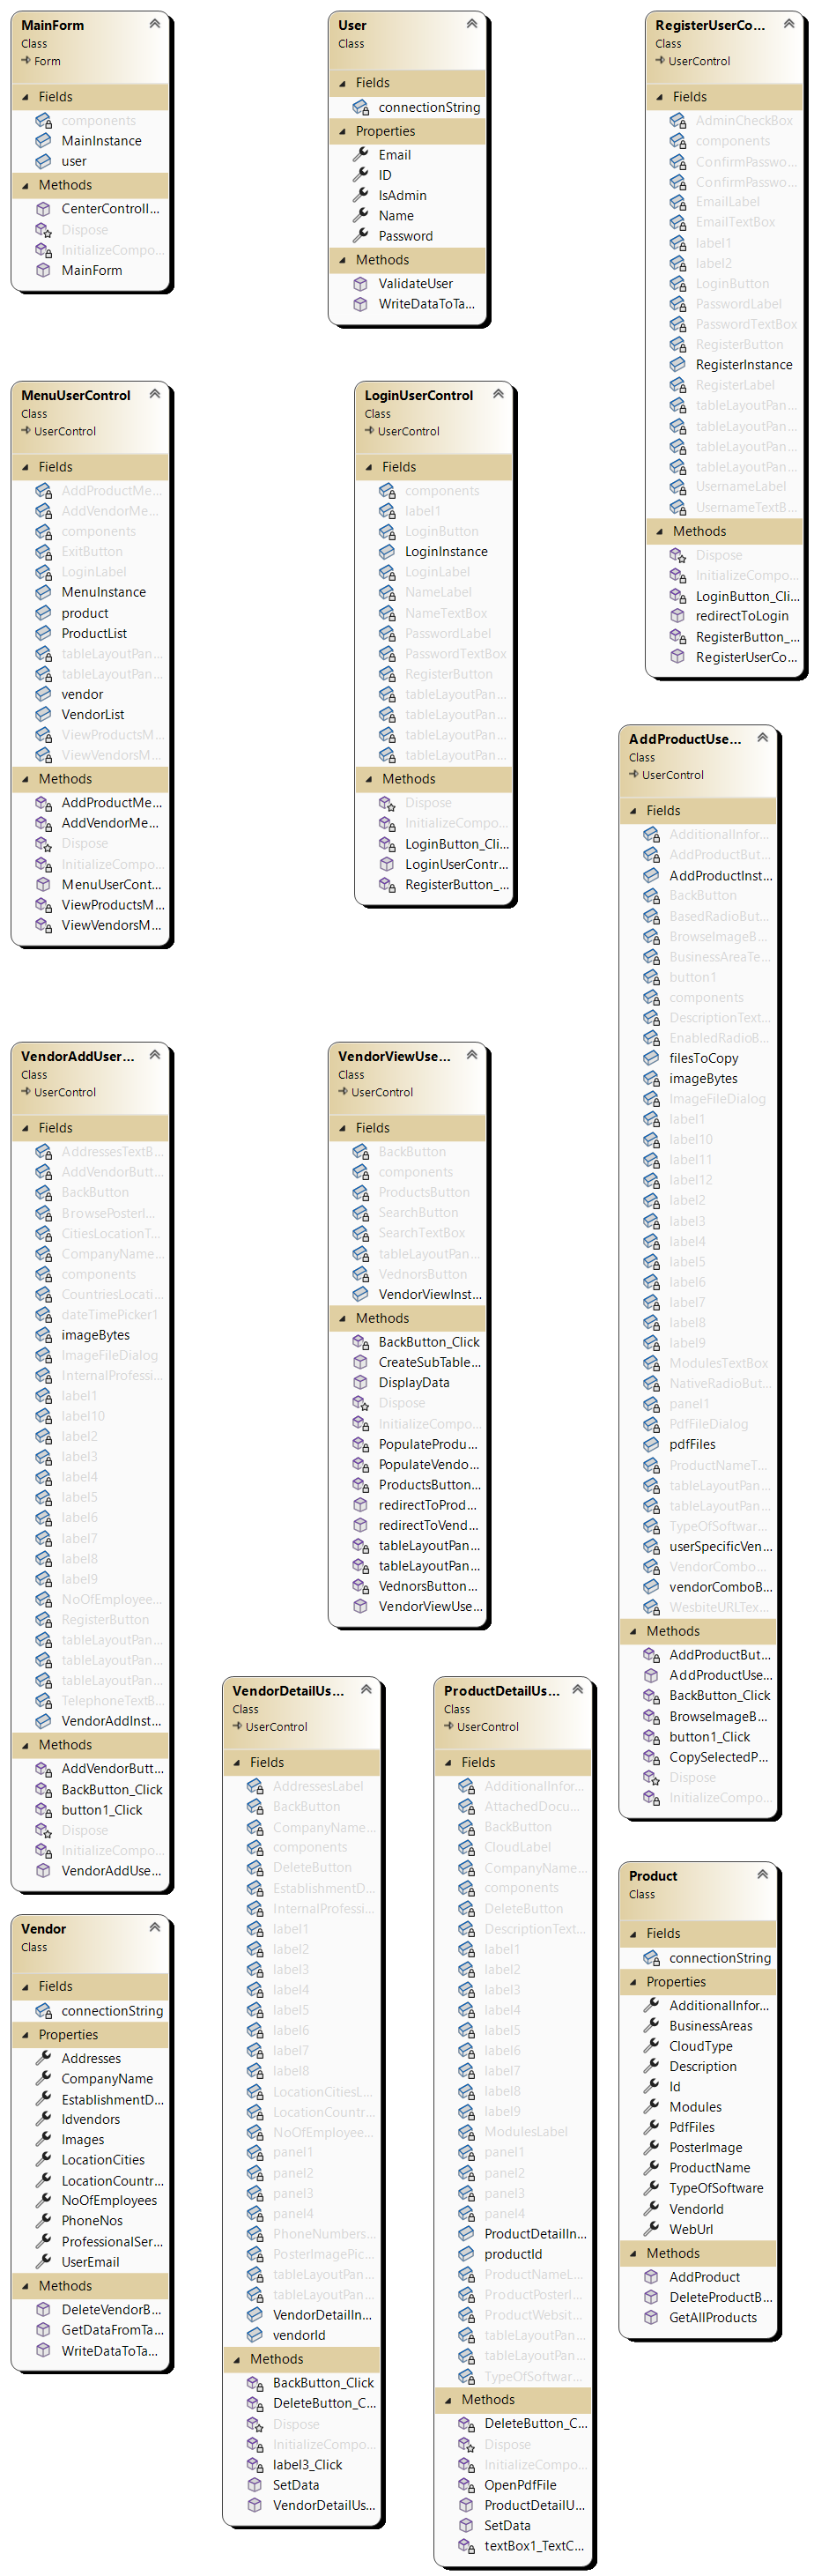 MainForm
Class
Form
Fields
components
MainInstance
user
Methods
CenterControll...
Dispose
InitializeCompo...
MainForm
User
Class
Fields
connectionString
Properties
Email
ID
IsAdmin
Name
Password
Methods
ValidateUser
WriteDataToTa...
RegisterUserCo...
Class
UserControl
Fields
AdminCheckBox
components
ConfirmPasswo...
ConfirmPasswo...
EmailLabel
EmailTextBox
label1
label2
LoginButton
PasswordLabel
PasswordTextBox
RegisterButton
RegisterInstance
RegisterLabel
tableLayoutPan...
tableLayoutPan...
tableLayoutPan...
tableLayoutPan...
UsernameLabel
UsernameTextB...
Methods
Dispose
InitializeCompo...
LoginButton_Cli...
redirectToLogin
RegisterButton_...
RegisterUserCo...
MenuUserControl
Class
UserControl
Fields
AddProductMe...
AddVendorMe...
components
ExitButton
LoginLabel
MenuInstance
product
ProductList
tableLayoutPan...
tableLayoutPan...
vendor
VendorList
ViewProductsM...
ViewVendorsM...
Methods
AddProductMe...
AddVendorMe...
Dispose
InitializeCompo...
MenuUserCont...
ViewProductsM...
ViewVendorsM...
LoginUserControl
Class
UserControl
Fields
components
label1
LoginButton
LoginInstance
LoginLabel
NameLabel
NameTextBox
PasswordLabel
PasswordTextBox
RegisterButton
tableLayoutPan...
tableLayoutPan...
tableLayoutPan...
tableLayoutPan...
Methods
Dispose
InitializeCompo...
LoginButton_Cli...
LoginUserContr...
RegisterButton_...
AddProductUse...
Class
UserControl
Fields
AdditionalInfor...
AddProductBut...
AddProductInst...
BackButton
BasedRadioBut...
BrowseImageB...
BusinessAreaTe...
button1
components
DescriptionText...
EnabledRadioB...
filesToCopy
imageBytes
ImageFileDialog
label1
label10
label11
label12
label2
label3
label4
label5
label6
label7
label8
label9
ModulesTextBox
NativeRadioBut...
panel1
PdfFileDialog
pdfFiles
ProductNameT...
tableLayoutPan...
tableLayoutPan...
TypeOfSoftwar...
userSpecificVen...
VendorCombo...
vendorComboB...
WesbiteURLTex...
Methods
AddProductBut...
AddProductUse...
BackButton_Click
BrowseImageB...
button1_Click
CopySelectedP...
Dispose
InitializeCompo...
VendorAddUser...
Class
UserControl
Fields
AddressesTextB...
AddVendorButt...
BackButton
BrowsePosterI...
CitiesLocationT...
CompanyName...
components
CountriesLocati...
dateTimePicker1
imageBytes
ImageFileDialog
InternalProfessi...
label1
label10
label2
label3
label4
label5
label6
label7
label8
label9
NoOfEmployee...
RegisterButton
tableLayoutPan...
tableLayoutPan...
tableLayoutPan...
TelephoneTextB...
VendorAddInst...
Methods
AddVendorButt...
BackButton_Click
button1_Click
Dispose
InitializeCompo...
VendorAddUse...
VendorViewUse...
Class
UserControl
Fields
BackButton
components
ProductsButton
SearchButton
SearchTextBox
tableLayoutPan...
VednorsButton
VendorViewInst...
Methods
BackButton_Click
CreateSubTable...
DisplayData
Dispose
InitializeCompo...
PopulateProdu...
PopulateVendo...
ProductsButton...
redirectToProd...
redirectToVend...
tableLayoutPan...
tableLayoutPan...
VednorsButton...
VendorViewUse...
VendorDetailUs...
Class
UserControl
Fields
AddressesLabel
BackButton
CompanyName...
components
DeleteButton
EstablishmentD...
InternalProfessi...
label1
label2
label3
label4
label5
label6
label7
label8
LocationCitiesL...
LocationCountr...
NoOfEmployee...
panel1
panel2
panel3
panel4
PhoneNumbers...
PosterImagePic...
tableLayoutPan...
tableLayoutPan...
VendorDetailIn...
vendorId
Methods
BackButton_Click
DeleteButton_C...
Dispose
InitializeCompo...
label3_Click
SetData
VendorDetailUs...
ProductDetailUs...
Class
UserControl
Fields
AdditionalInfor...
AttachedDocu...
BackButton
CloudLabel
CompanyName...
components
DeleteButton
DescriptionText...
label1
label2
label3
label4
label5
label6
label7
label8
label9
ModulesLabel
panel1
panel2
panel3
panel4
ProductDetailIn...
productId
ProductNameL...
ProductPosterI...
ProductWebsit...
tableLayoutPan...
tableLayoutPan...
TypeOfSoftwar...
Methods
DeleteButton_C...
Dispose
InitializeCompo...
OpenPdfFile
ProductDetailU...
SetData
textBox1_TextC...
Vendor
Class
Fields
connectionString
Properties
Addresses
CompanyName
EstablishmentD...
Idvendors
Images
LocationCities
LocationCountr...
NoOfEmployees
PhoneNos
ProfessionalSer...
UserEmail
Methods
DeleteVendorB...
GetDataFromTa...
WriteDataToTa...
Product
Class
Fields
connectionString
Properties
AdditionalInfor...
BusinessAreas
CloudType
Description
Id
Modules
PdfFiles
PosterImage
ProductName
TypeOfSoftware
VendorId
WebUrl
Methods
AddProduct
DeleteProductB...
GetAllProducts